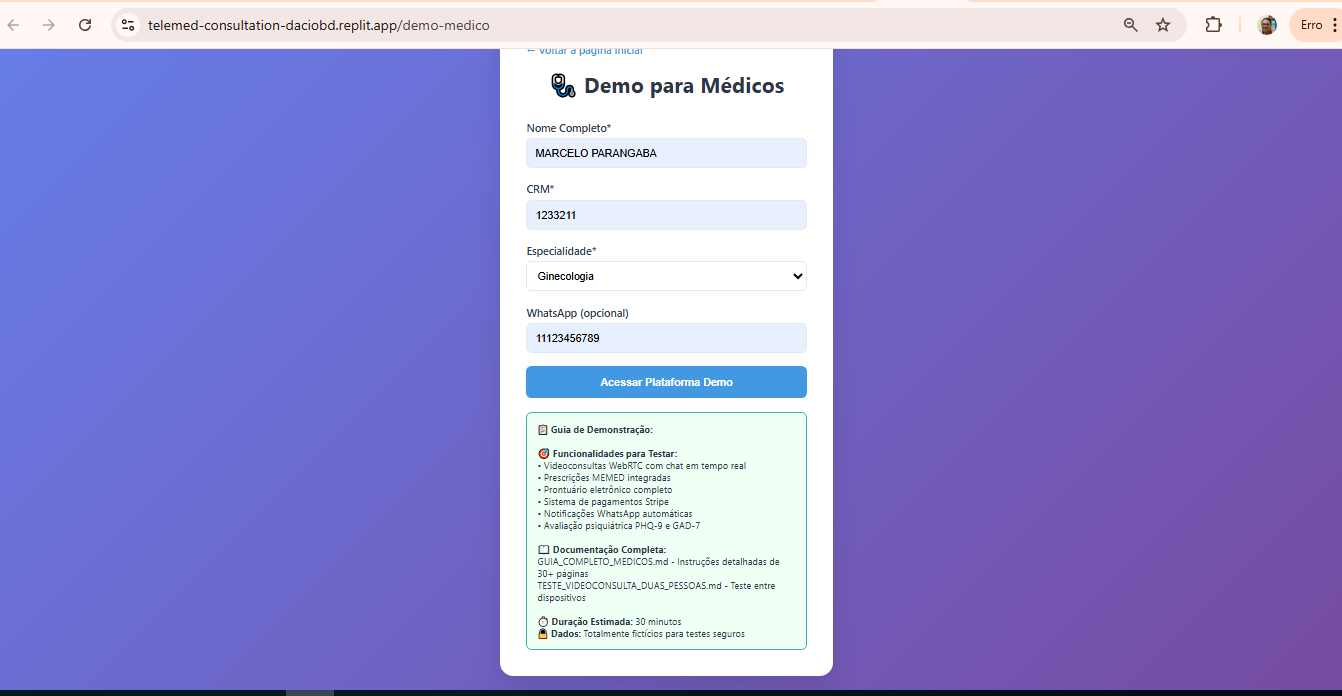 telemed-consultation-daciobd.replit.app/demo-medico
Erro
← Voltar à página inicial
Demo para Médicos
Nome Completo*
MARCELO PARANGABA
CRM*
1233211
Especialidade*
Ginecologia
WhatsApp (opcional)
11123456789
Acessar Plataforma Demo
Guia de Demonstração:
Funcionalidades para Testar:
• Videoconsultas WebRTC com chat em tempo real
• Prescrições MEMED integradas
• Prontuário eletrônico completo
• Sistema de pagamentos Stripe
• Notificações WhatsApp automáticas
• Avaliação psiquiátrica PHQ-9 e GAD-7
Documentação Completa:
GUIA_COMPLETO_MEDICOS.md - Instruções detalhadas de
30+ páginas
TESTE_VIDEOCONSULTA_DUAS_PESSOAS.md - Teste entre
dispositivos
Duração Estimada: 30 minutos
Dados: Totalmente fictícios para testes seguros